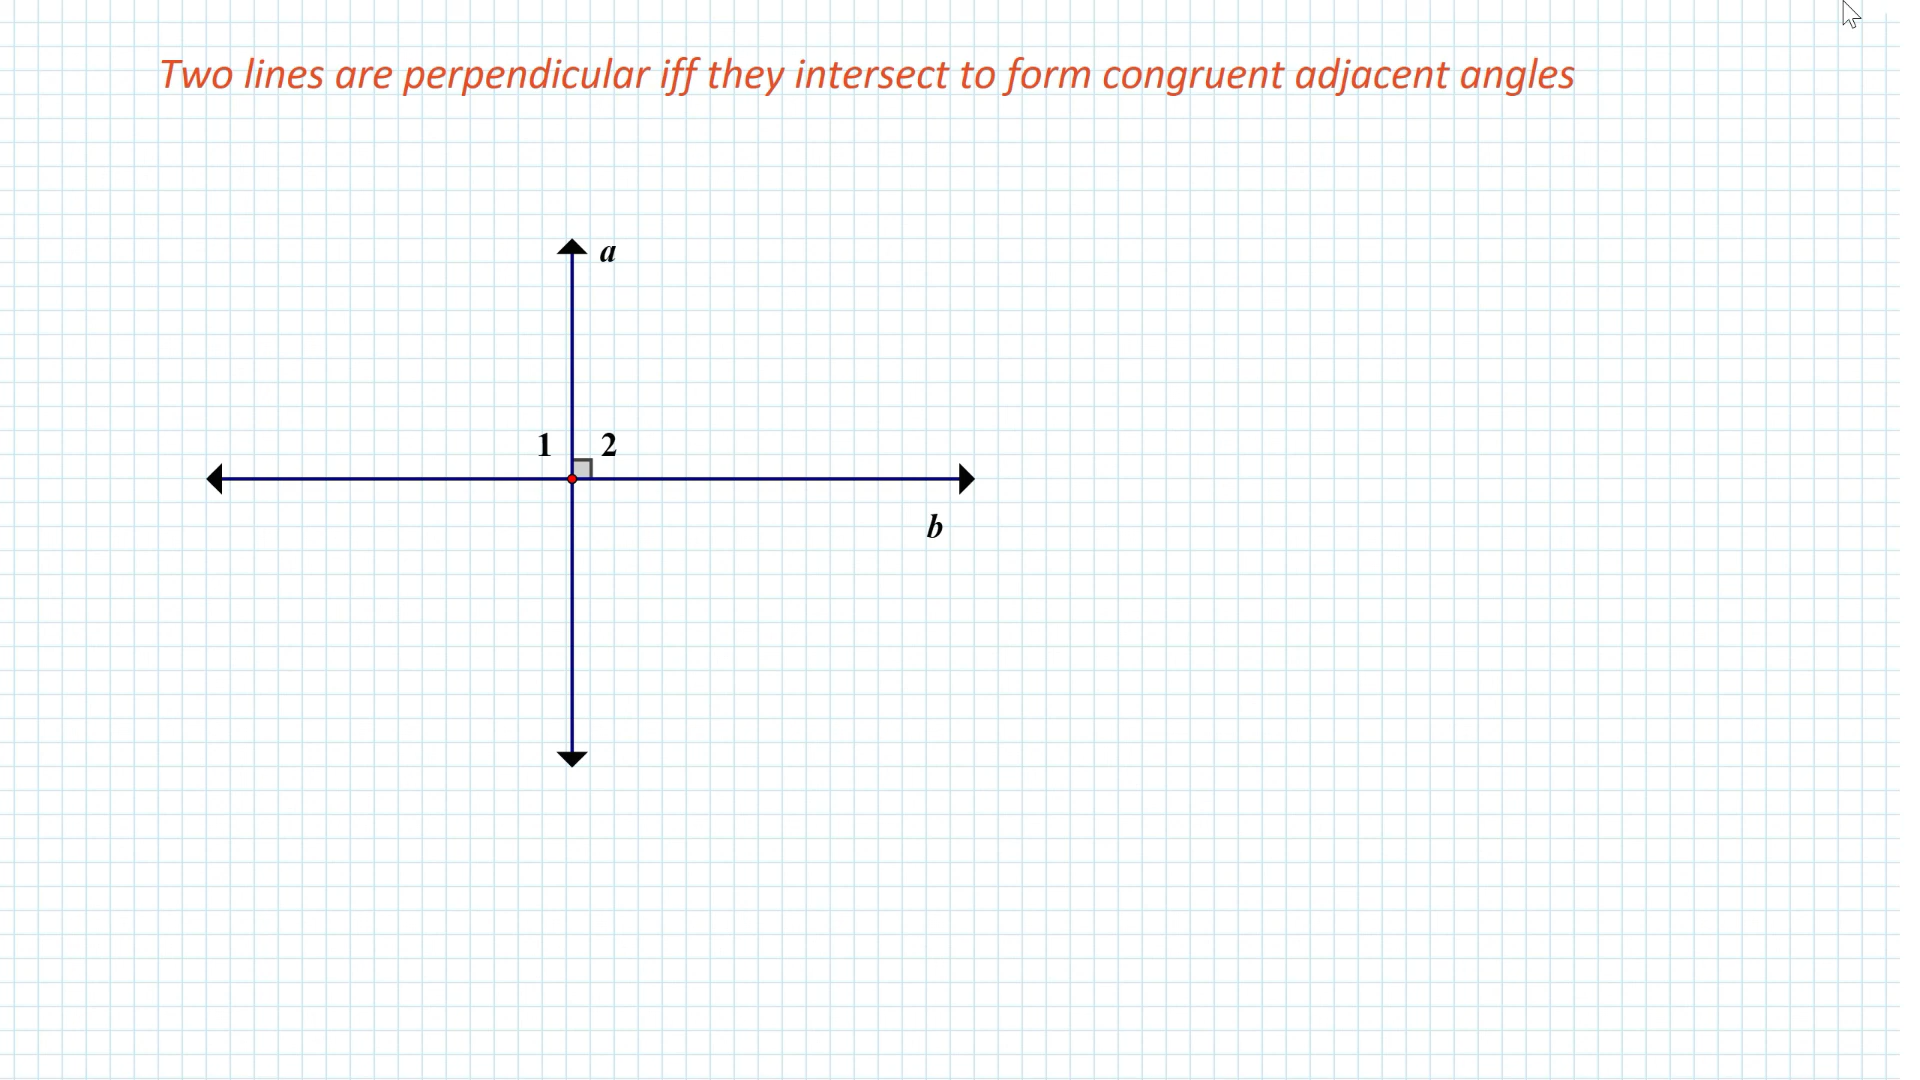 Two lines are perpendicular iff they intersect to form congruent adjacent angles
a
1 2
b